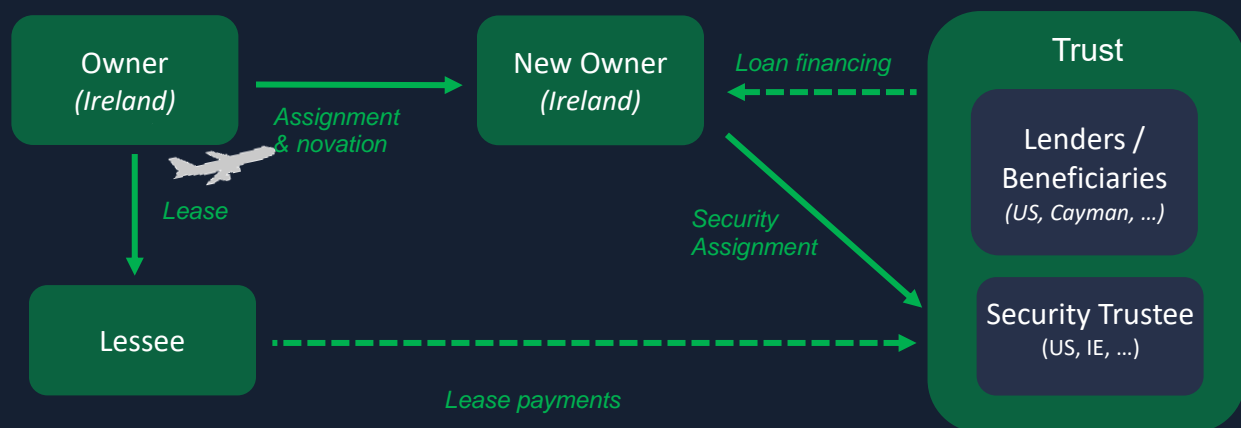 Owner
(Ireland)
Assignment
& novation
New Owner
(Ireland)
Loan financing
Trust
Lenders /
Beneficiaries
(US, Cayman, ...)
Lease
Security
Assignment
Lessee
Security Trustee
(US, IE, ...)
Lease payments